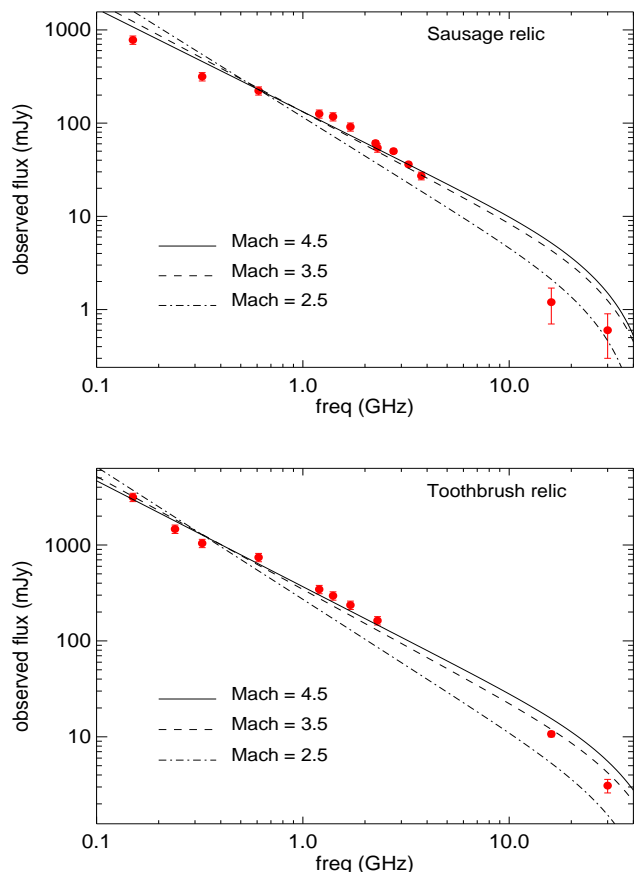 Sausage relic
1000
100
10
1
observed flux (mJy)
Mach = 4.5
Mach = 3.5
Mach = 2.5
0.1 1.0 10.0
freq (GHz)
Toothbrush relic
1000
100
10
observed flux (mJy)
Mach = 4.5
Mach = 3.5
Mach = 2.5
0.1 1.0 10.0
freq (GHz)